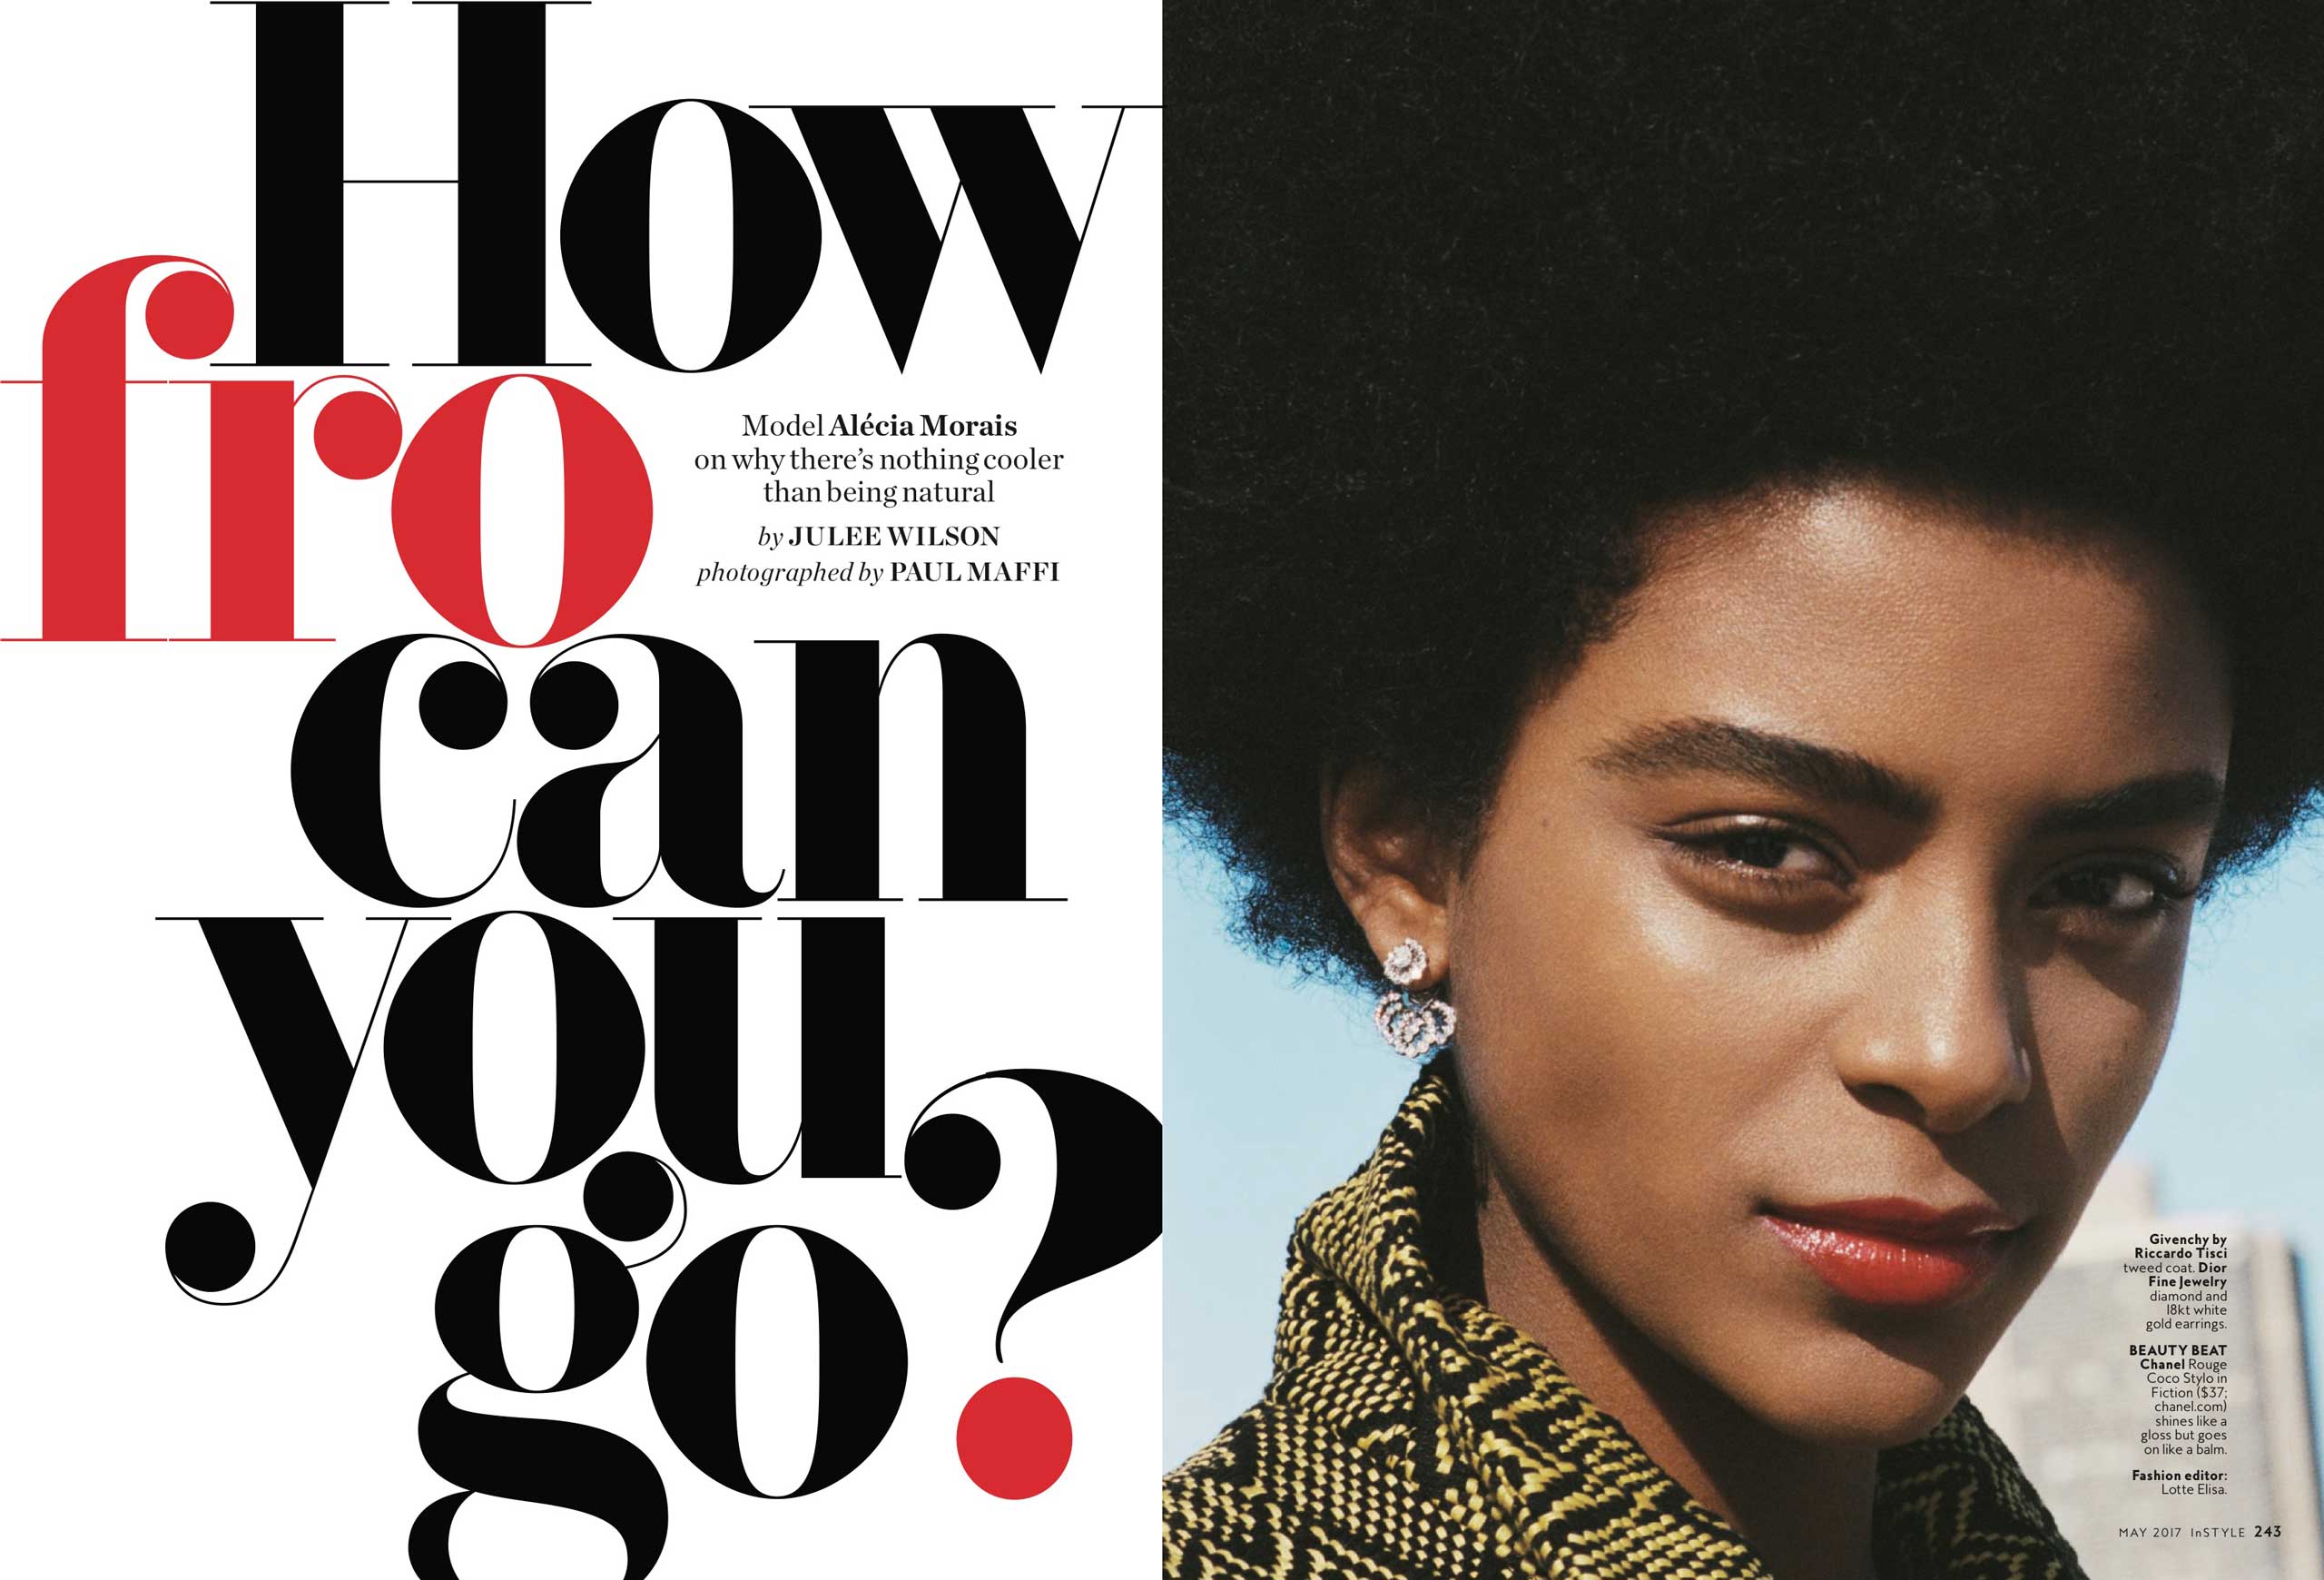 How
fro
can
you
go?
Model Alécia Morais
on why there's nothing cooler
than being natural
by JULEE WILSON
photographed by PAUL MAFFI
Givenchy by
Riccardo Tisci
tweed coat. Dior
Fine Jewelry
diamond and
18kt white
gold earrings.
BEAUTY BEAT
Chanel Rouge
Coco Stylo in
Fiction ($37;
chanel.com)
shines like a
gloss but goes
on like a balm.
Fashion editor:
Lotte Elisa.
MAY 2017 InSTYLE 243